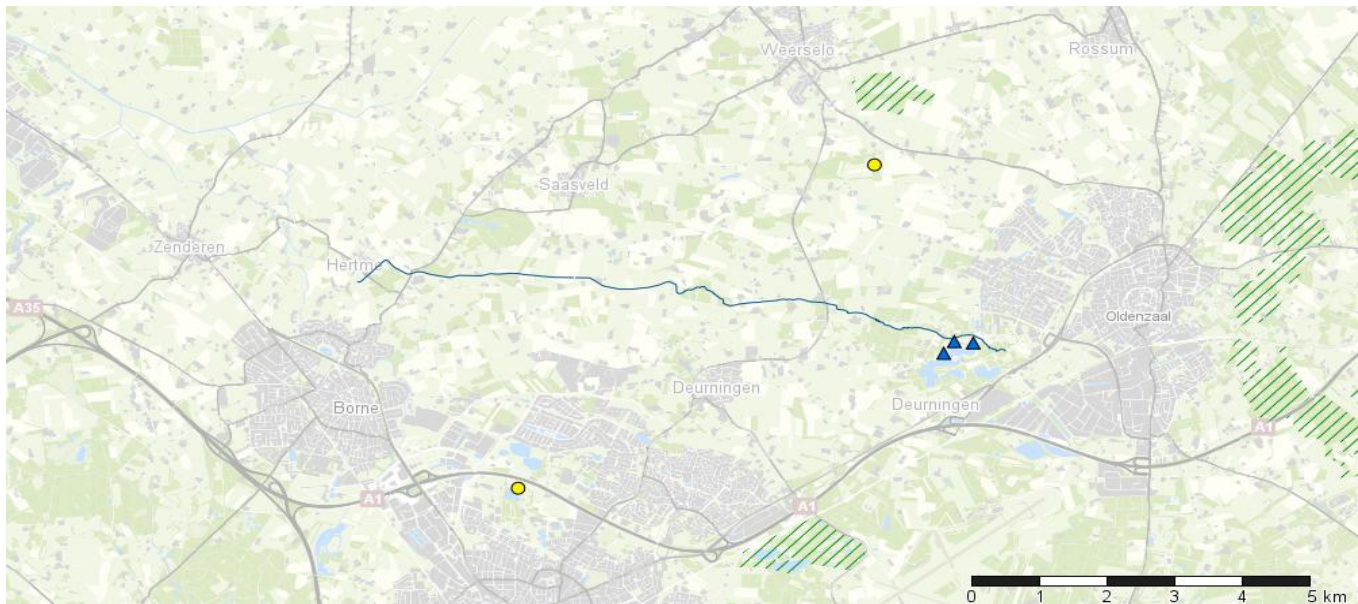 Weerselo
Rossum
Saasveld
Zenderen
Hertme
A35
Oldenzaal
Deurningen
Deurningen
Borne
A1
A1
A1
0 1 2 3 4 5 km